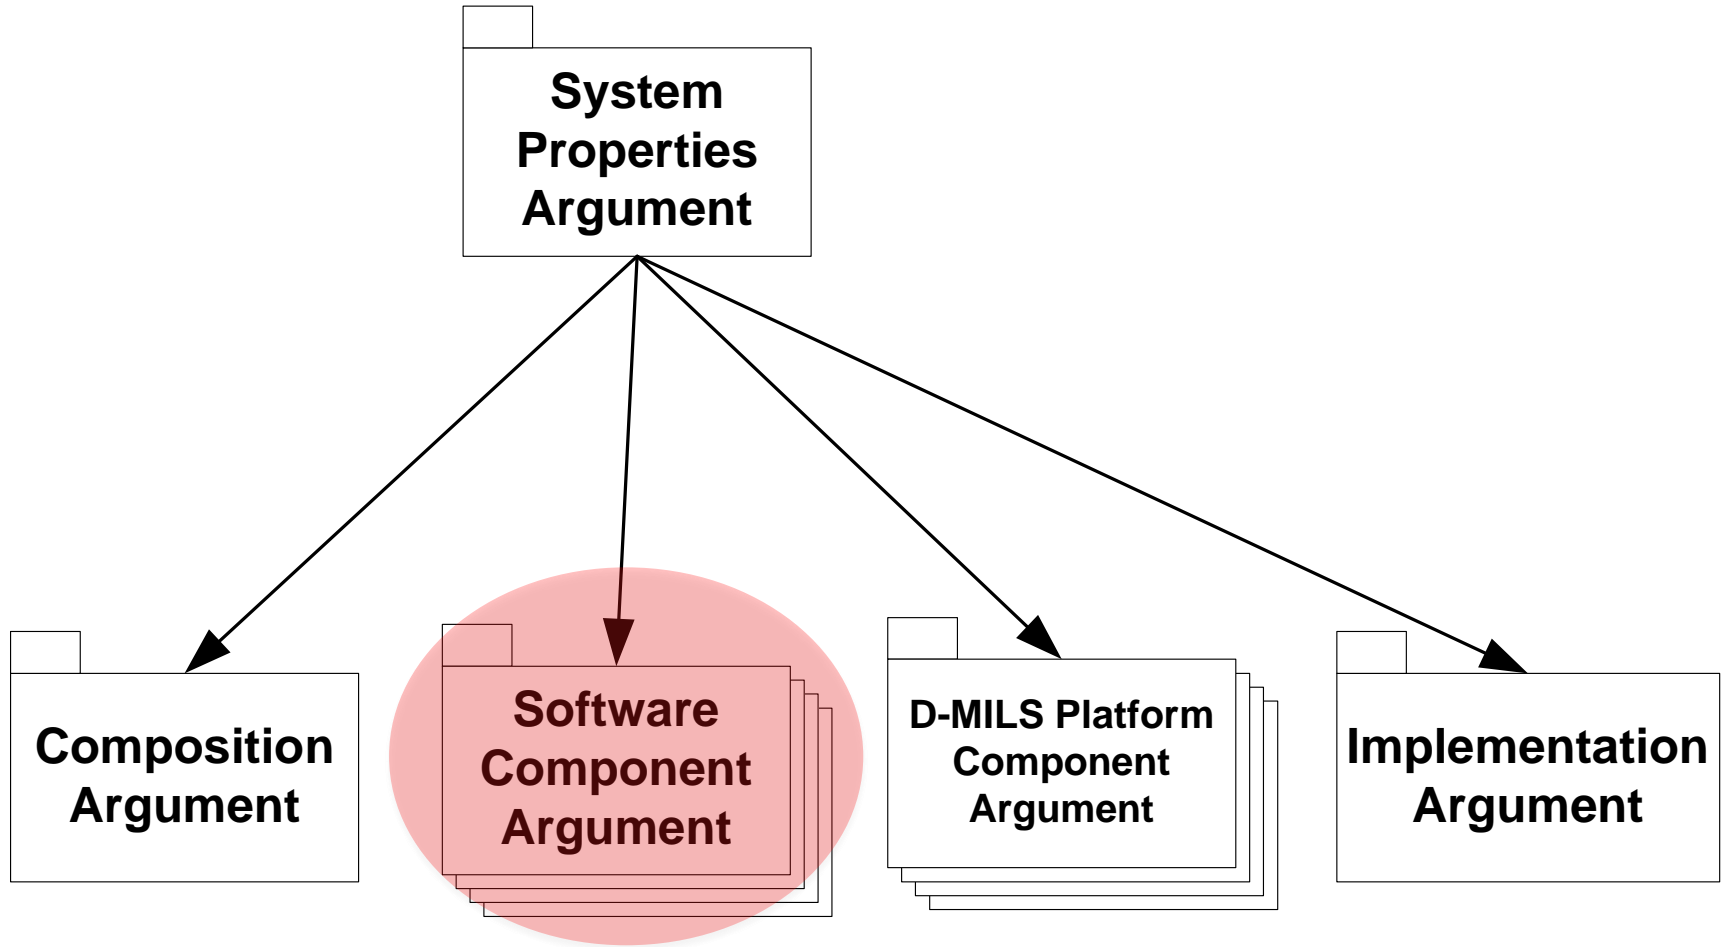 System
Properties
Argument
Composition
Argument
Software
Component
Argument
D-MILS Platform
Component
Argument
Implementation
Argument